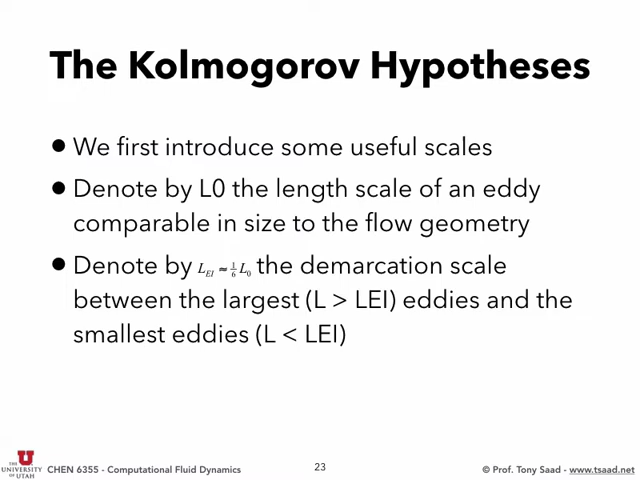 The Kolmogorov Hypotheses
• We first introduce some useful scales
• Denote by L0 the length scale of an eddy
comparable in size to the flow geometry
• Denote by L_EI ≈ 1/6 L_0 the demarcation scale
between the largest (L > LEI) eddies and the
smallest eddies (L < LEI)
THE
UNIVERSITY
OF UTAH
CHEN 6355 - Computational Fluid Dynamics
23
© Prof. Tony Saad - www.tsaad.net